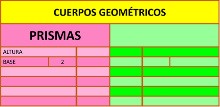 CUERPOS GEOMÉTRICOS
PRISMAS
ALTURA
BASE 2